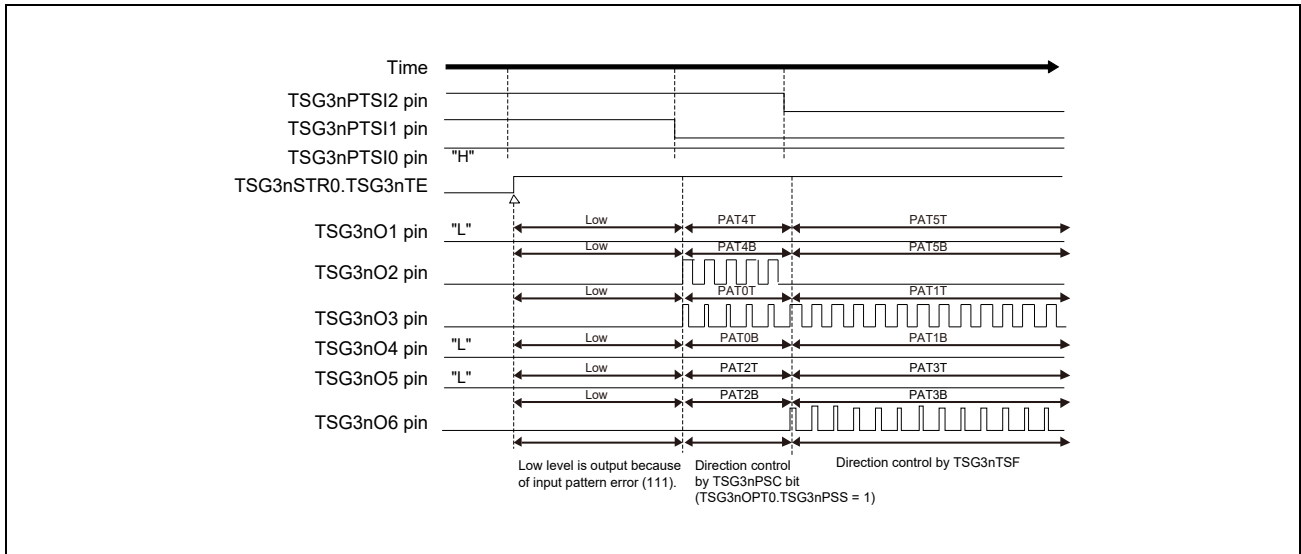 Time
TSG3nPTSI2 pin
TSG3nPTSI1 pin
TSG3nPTSI0 pin "H"
TSG3nSTR0.TSG3nTE
Low PAT4T PAT5T
TSG3nO1 pin "L"
Low PAT4B PAT5B
TSG3nO2 pin
Low PAT0T PAT1T
TSG3nO3 pin
Low PAT0B PAT1B
TSG3nO4 pin "L"
Low PAT2T PAT3T
TSG3nO5 pin "L"
Low PAT2B PAT3B
TSG3nO6 pin
Low level is output because
of input pattern error (111).
Direction control
by TSG3nPSC bit
(TSG3nOPT0.TSG3nPSS = 1)
Direction control by TSG3nTSF